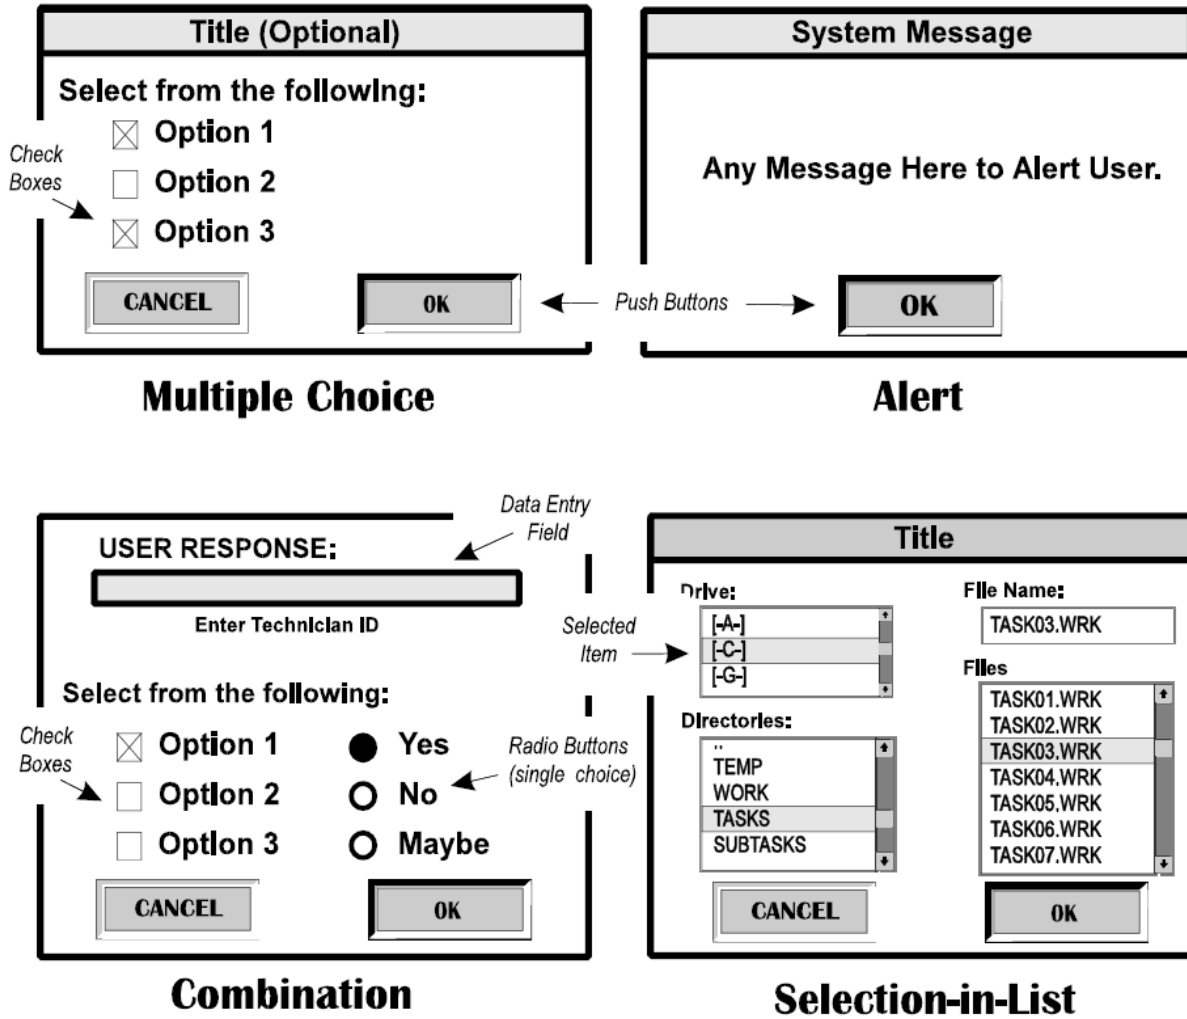 Title (Optional)
Select from the following:
Option 1
Option 2
Option 3
Check
Boxes
CANCEL
OK
Multiple Choice
System Message
Any Message Here to Alert User.
Push Buttons
OK
Alert
Data Entry
Field
USER RESPONSE:
Enter Technician ID
Select from the following:
Check
Boxes
Option 1
Option 2
Option 3
Yes
No
Maybe
Radio Buttons
(single choice)
CANCEL
OK
Combination
Title
Drive:
[-A-]
[-C-]
[-G-]
Selected
Item
Directories:
..
TEMP
WORK
TASKS
SUBTASKS
File Name:
TASK03.WRK
Files
TASK01.WRK
TASK02.WRK
TASK03.WRK
TASK04.WRK
TASK05.WRK
TASK06.WRK
TASK07.WRK
CANCEL
OK
Selection-in-List